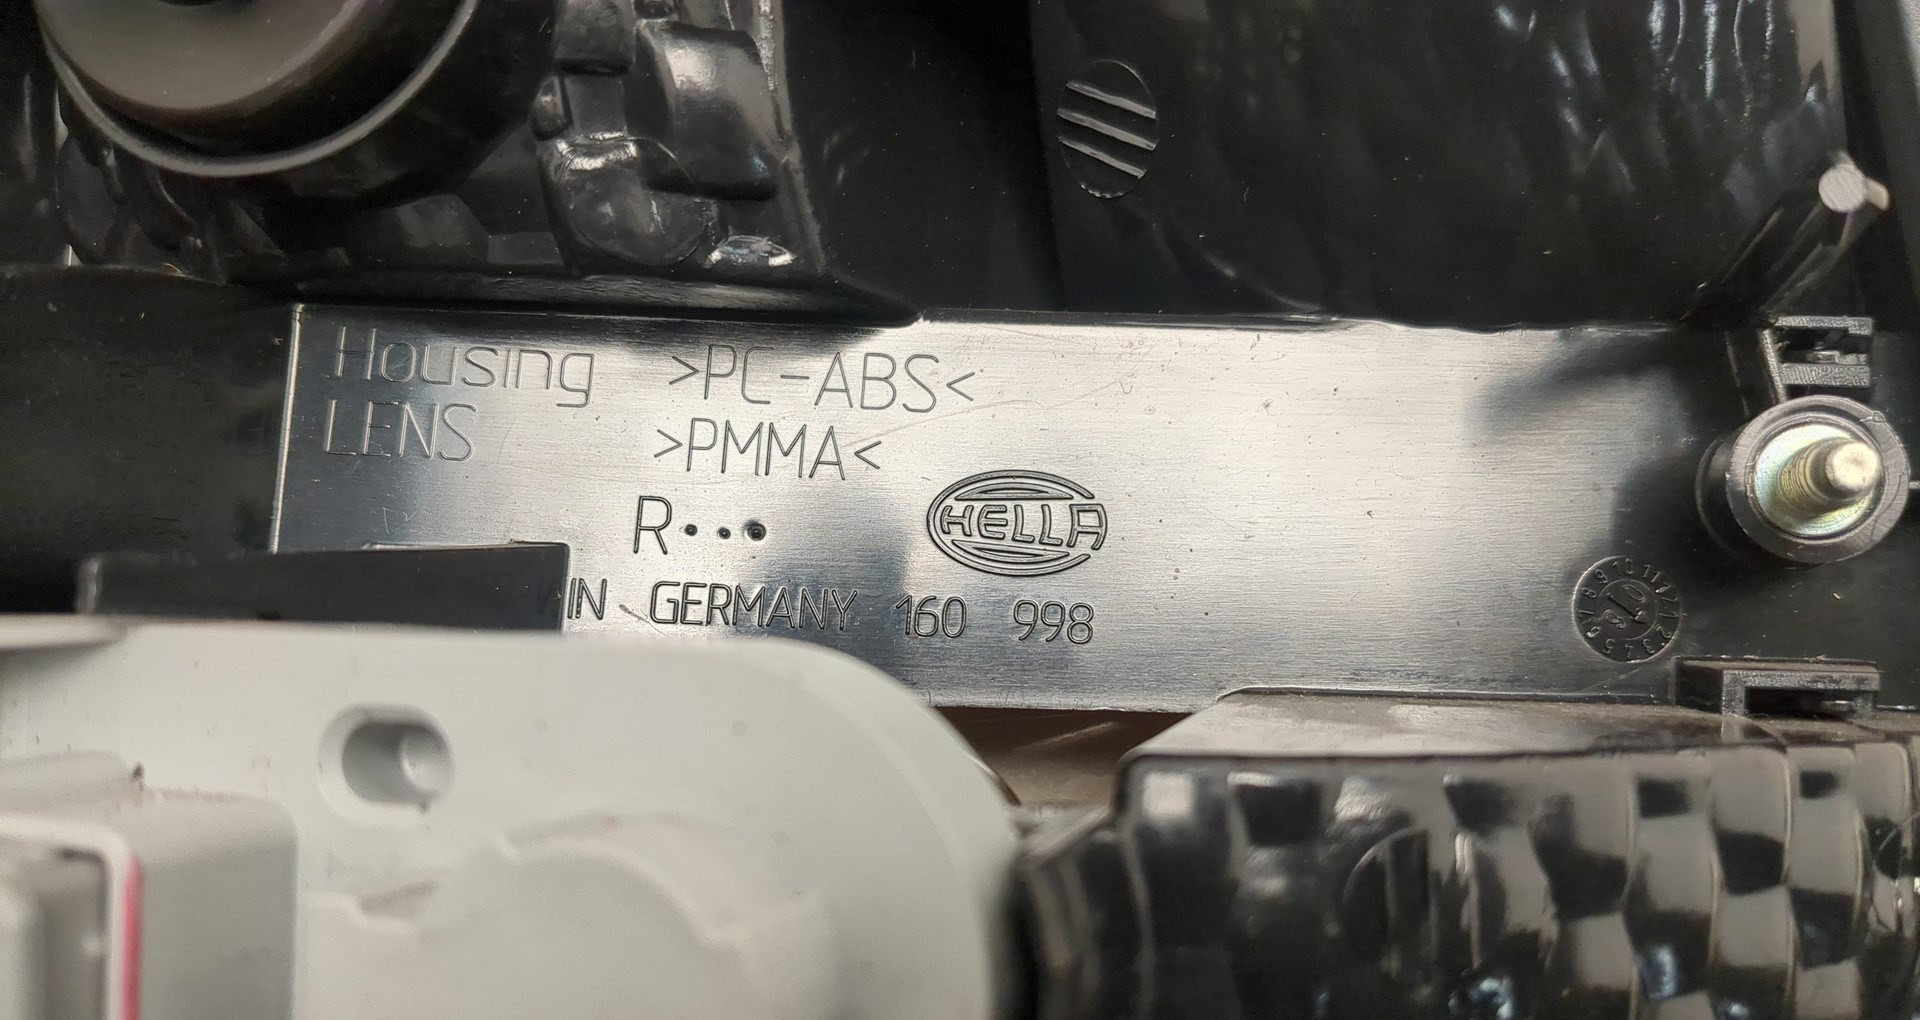 Housing >PC-ABS<
LENS >PMMA<
R...
HELLA
IN GERMANY 160 998